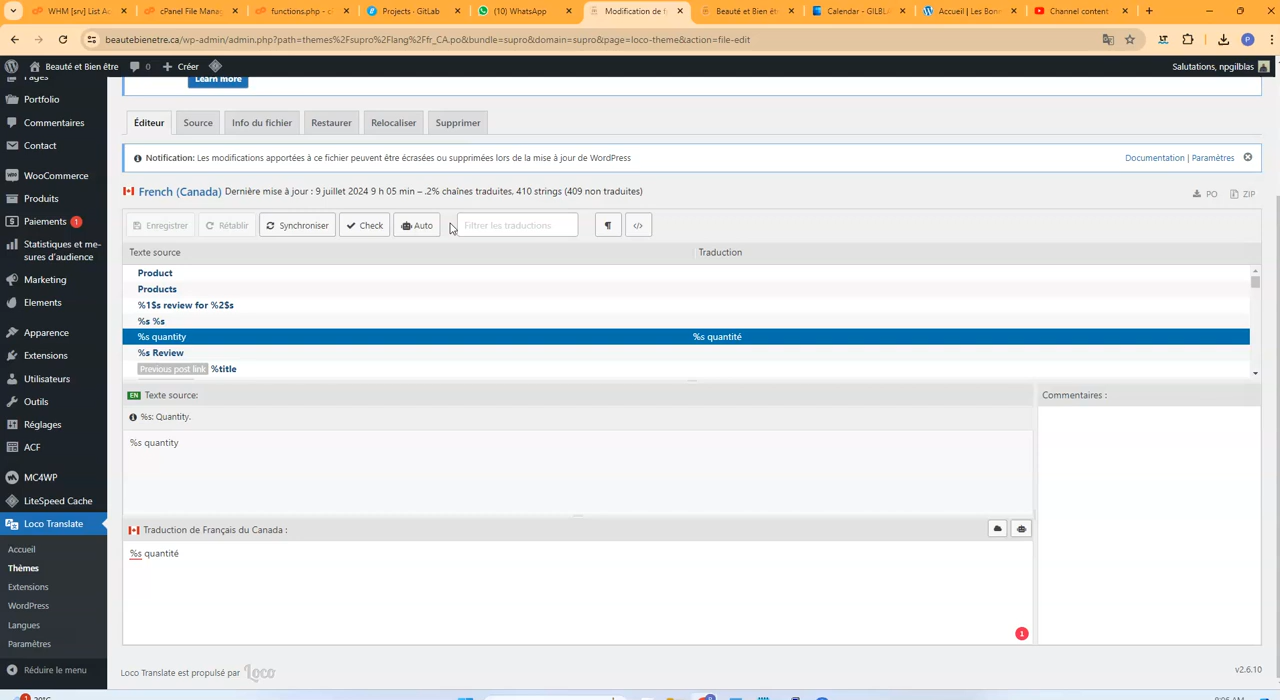 WHM [srv] List Ac
cPanel File Manag
functions.php - c
Projects · GitLab
(10) WhatsApp
Modification de f
Beauté et Bien êtr
Calendar - GILBL
Accueil | Les Bon
Channel content
beautebienetre.ca/wp-admin/admin.php?path=themes%2Fsupro%2Flang%2Ffr_CA.po&bundle=supro&domain=supro&page=loco-theme&action=file-edit
Beauté et Bien être
0
Créer
Salutations, npgilblas
Pages
Portfolio
Commentaires
Contact
WooCommerce
Produits
Paiements 1
Statistiques et me-
sures d'audience
Marketing
Elements
Apparence
Extensions
Utilisateurs
Outils
Réglages
ACF
MC4WP
LiteSpeed Cache
Loco Translate
Accueil
Thèmes
Extensions
WordPress
Langues
Paramètres
Réduire le menu
Learn more
Éditeur
Source
Info du fichier
Restaurer
Relocaliser
Supprimer
Notification: Les modifications apportées à ce fichier peuvent être écrasées ou supprimées lors de la mise à jour de WordPress
Documentation | Paramètres
French (Canada) Dernière mise à jour : 9 juillet 2024 9 h 05 min – .2% chaînes traduites, 410 strings (409 non traduites)
PO
ZIP
Enregistrer
Rétablir
Synchroniser
Check
Auto
Filtrer les traductions
¶
</>
Texte source
Traduction
Product
Products
%1$s review for %2$s
%s %s
%s quantity
%s quantité
%s Review
Previous post link %title
EN Texte source:
Commentaires :
%s: Quantity.
%s quantity
Traduction de Français du Canada :
%s quantité
1
Loco Translate est propulsé par Loco
v2.6.10